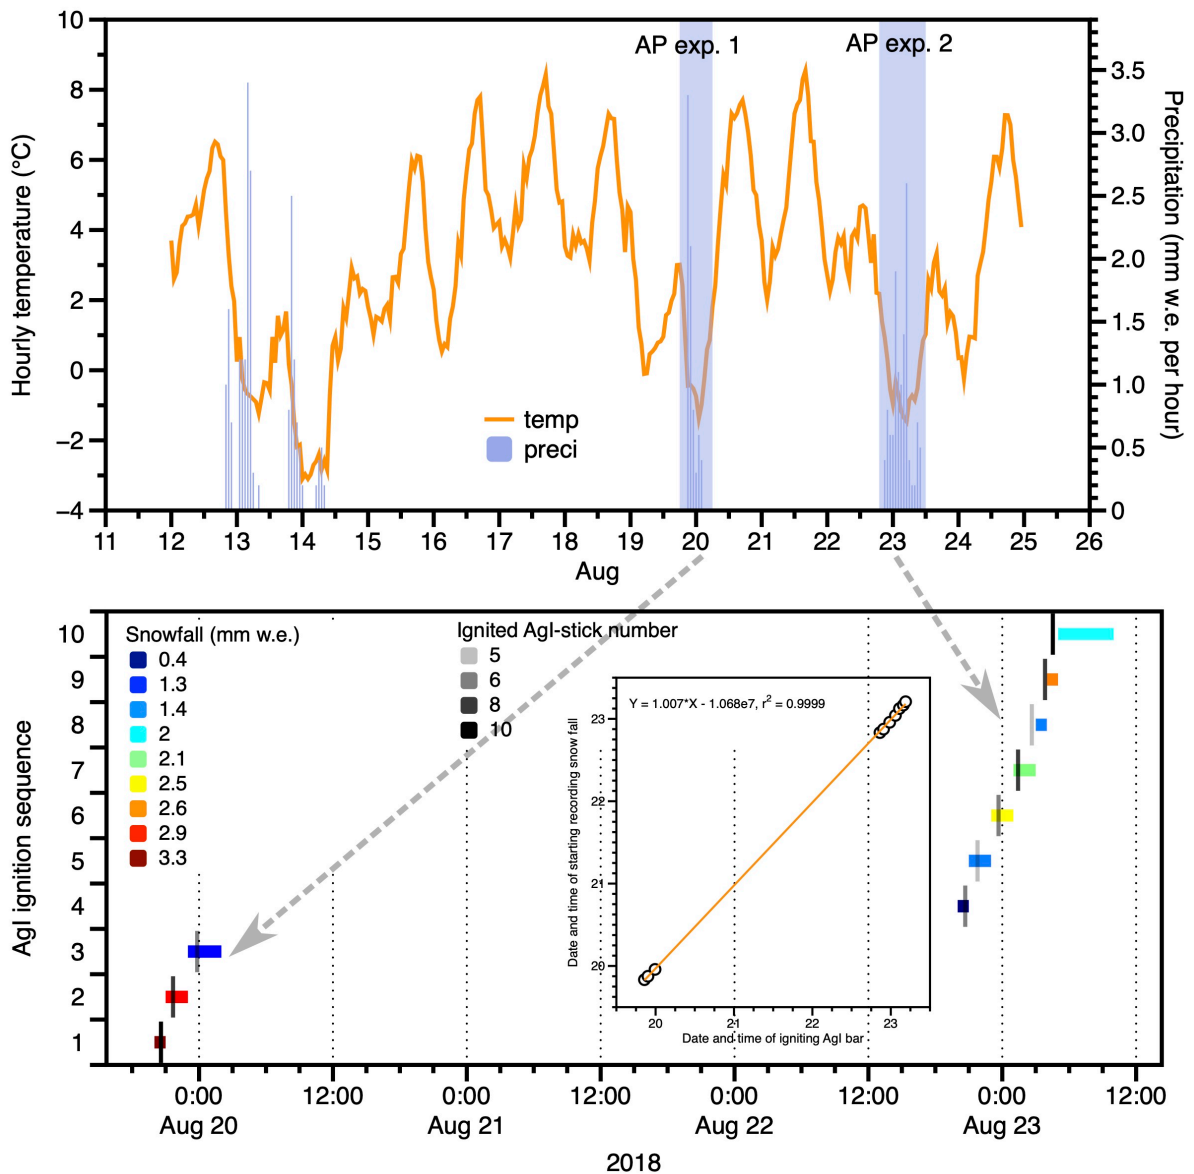 AP exp. 1
AP exp. 2
10
8
6
4
2
0
−2
−4
Hourly temperature (°C)
3.5
3.0
2.5
2.0
1.5
1.0
0.5
0
Precipitation (mm w.e. per hour)
temp
preci
11 12 13 14 15 16 17 18 19 20 21 22 23 24 25 26
Aug
AgI ignition sequence
10
9
8
7
6
5
4
3
2
1
Snowfall (mm w.e.)
0.4
1.3
1.4
2
2.1
2.5
2.6
2.9
3.3
Ignited AgI-stick number
5
6
8
10
Y = 1.007*X - 1.068e7, r² = 0.9999
Date and time of starting recording snow fall
23
22
21
20
20 21 22 23
Date and time of igniting AgI bar
0:00 12:00 0:00 12:00 0:00 12:00 0:00 12:00
Aug 20 Aug 21 Aug 22 Aug 23
2018